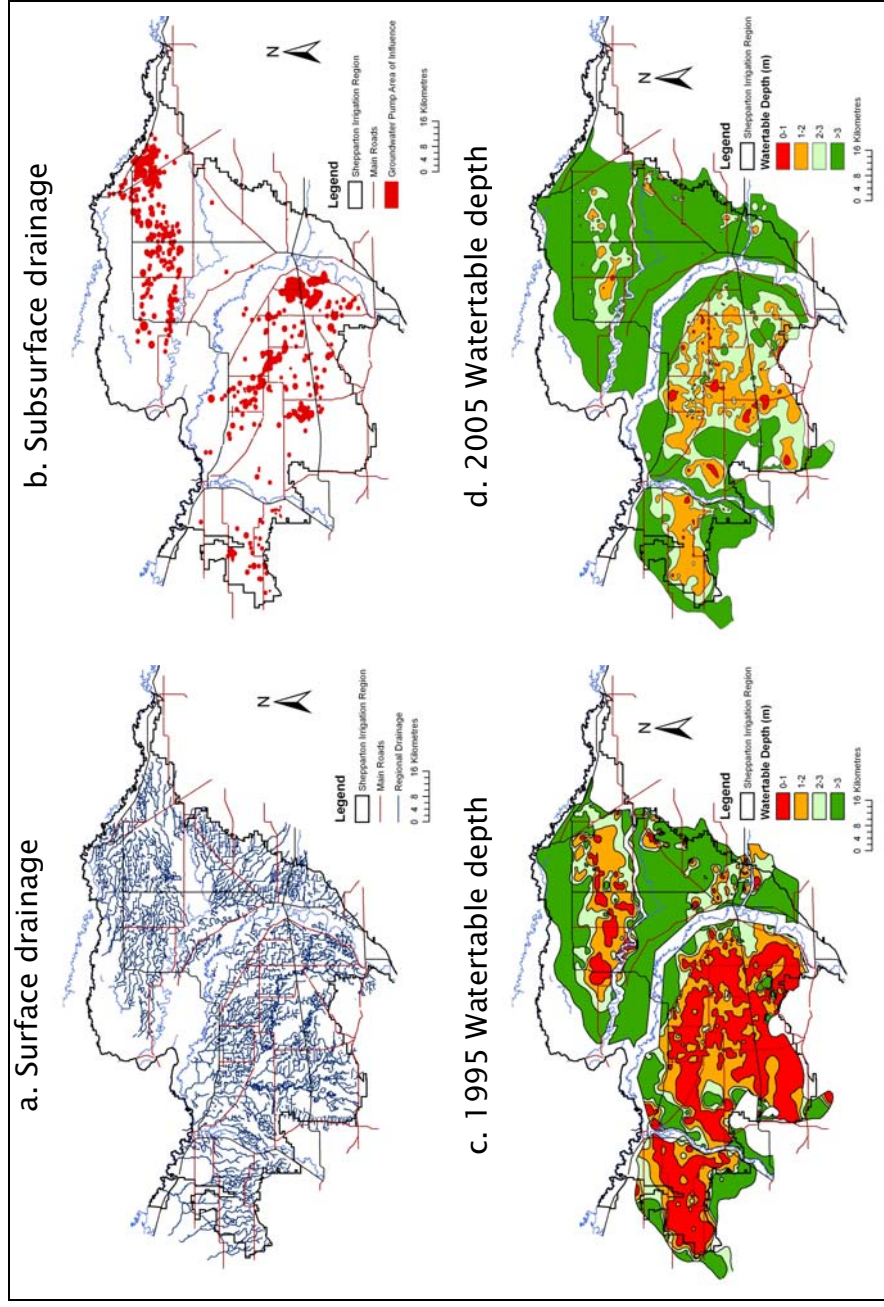 a. Surface drainage
N
Legend
Shepparton Irrigation Region
Main Roads
Regional Drainage
0 4 8 16 Kilometres
b. Subsurface drainage
N
Legend
Shepparton Irrigation Region
Main Roads
Groundwater Pump Area of Influence
0 4 8 16 Kilometres
c. 1995 Watertable depth
N
Legend
Shepparton Irrigation Region
Watertable Depth (m)
0-1
1-2
2-3
>3
0 4 8 16 Kilometres
d. 2005 Watertable depth
N
Legend
Shepparton Irrigation Region
Watertable Depth (m)
0-1
1-2
2-3
>3
0 4 8 16 Kilometres